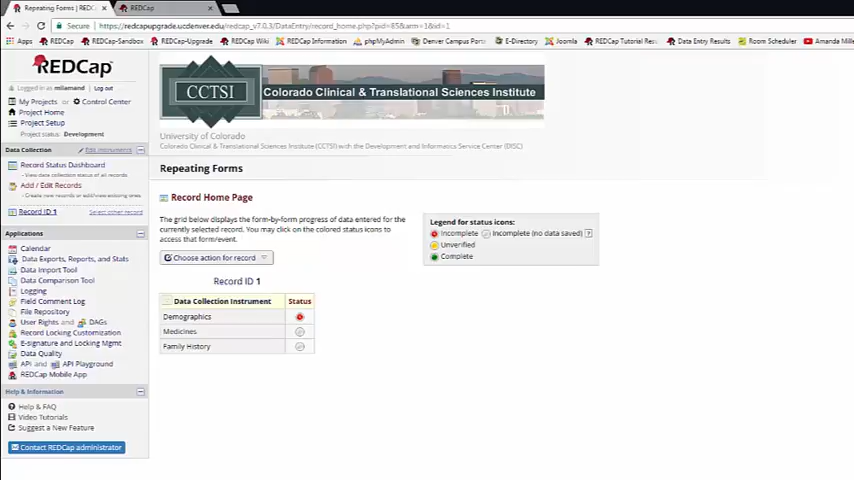 Repeating Forms | REDC
REDCap
Secure https://redcapupgrade.ucdenver.edu/redcap_v7.0.3/DataEntry/record_home.php?pid=85&arm=1&id=1
Apps REDCap REDCap-Sandbox REDCap-Upgrade REDCap Wiki REDCap Information phpMyAdmin Denver Campus Porta E-Directory Joomla REDCap Tutorial Resu Data Entry Results Room Scheduler Amanda Mille
REDCap
Logged in as milamand | Log out
My Projects or Control Center
Project Home
Project Setup
Project status: Development
Data Collection Edit instruments
Record Status Dashboard
- View data collection status of all records
Add / Edit Records
- Create new records or edit/view existing ones
Record ID 1 Select other record
Applications
Calendar
Data Exports, Reports, and Stats
Data Import Tool
Data Comparison Tool
Logging
Field Comment Log
File Repository
User Rights and DAGs
Record Locking Customization
E-signature and Locking Mgmt
Data Quality
API and API Playground
REDCap Mobile App
Help & Information
Help & FAQ
Video Tutorials
Suggest a New Feature
Contact REDCap administrator
CCTSI Colorado Clinical & Translational Sciences Institute
University of Colorado
Colorado Clinical & Translational Sciences Institute (CCTSI) with the Development and Informatics Service Center (DISC)
Repeating Forms
Record Home Page
The grid below displays the form-by-form progress of data entered for the
currently selected record. You may click on the colored status icons to
access that form/event.
Legend for status icons:
Incomplete Incomplete (no data saved) ?
Unverified
Complete
Choose action for record
Record ID 1
Data Collection Instrument Status
Demographics
Medicines
Family History